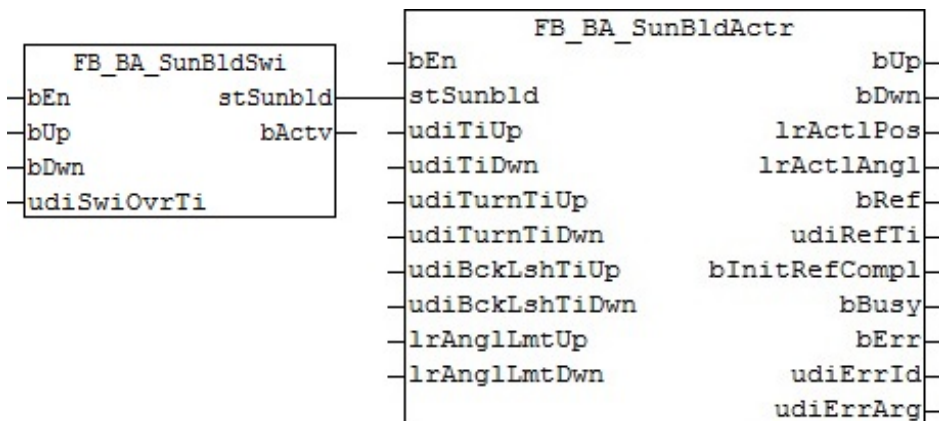 FB_BA_SunBldSwi
bEn stSunbld
bUp bActv
bDwn
udiSwiOvrTi
FB_BA_SunBldActr
bEn bUp
stSunbld bDwn
udiTiUp lrActlPos
udiTiDwn lrActlAngl
udiTurnTiUp bRef
udiTurnTiDwn udiRefTi
udiBckLshTiUp bInitRefCompl
udiBckLshTiDwn bBusy
lrAnglLmtUp bErr
lrAnglLmtDwn udiErrId
udiErrArg